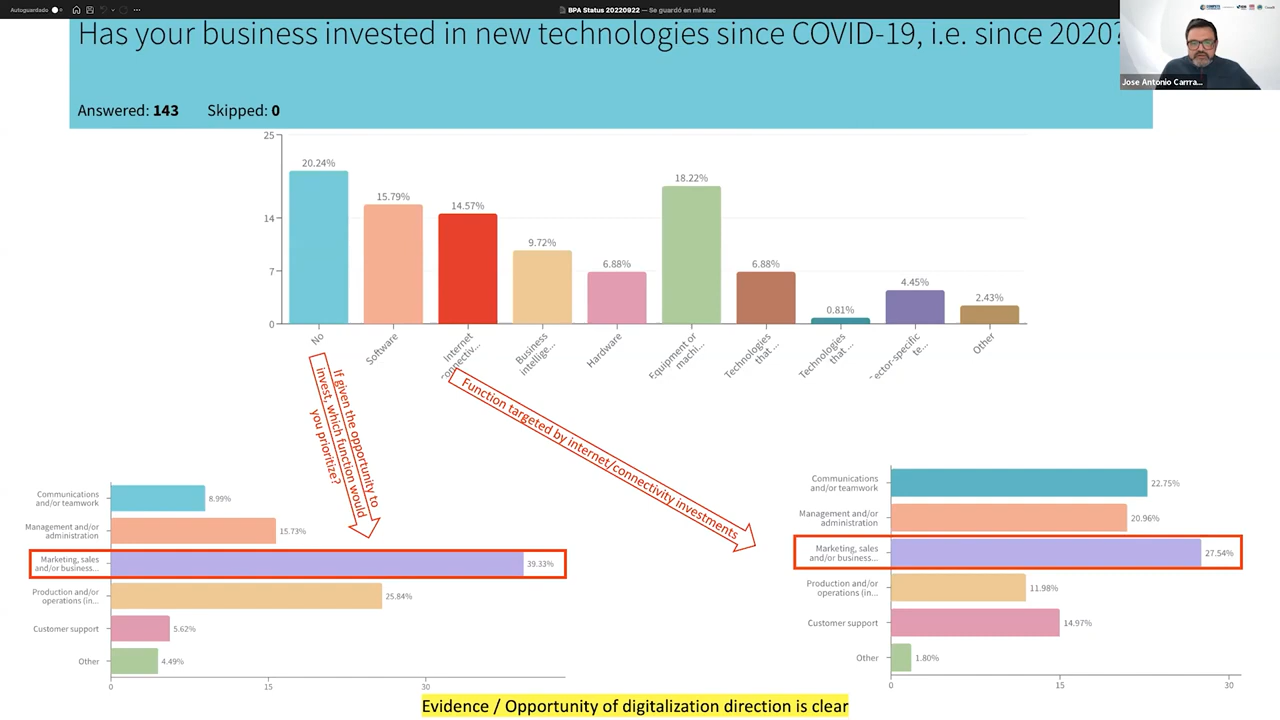 Autoguardado
BPA Status 20220922 — Se guardó en mi Mac
Has your business invested in new technologies since COVID-19, i.e. since 2020?
Jose Antonio Carrra...
Answered: 143 Skipped: 0
25
14
7
0
20.24%
15.79%
14.57%
9.72%
6.88%
18.22%
6.88%
0.81%
4.45%
2.43%
No
Software
Internet
connectiv...
Business
intellige...
Hardware
Equipment or
machi...
Technologies
that ...
Technologies
that ...
Sector-specific
te...
Other
If given the opportunity to
invest, which function would
you prioritize?
Function targeted by internet/connectivity investments
Communications
and/or teamwork
8.99%
Management and/or
administration
15.73%
Marketing, sales
and/or business...
39.33%
Production and/or
operations (in...
25.84%
Customer support
5.62%
Other
4.49%
0
15
30
Communications
and/or teamwork
22.75%
Management and/or
administration
20.96%
Marketing, sales
and/or business...
27.54%
Production and/or
operations (in...
11.98%
Customer support
14.97%
Other
1.80%
0
15
30
Evidence / Opportunity of digitalization direction is clear